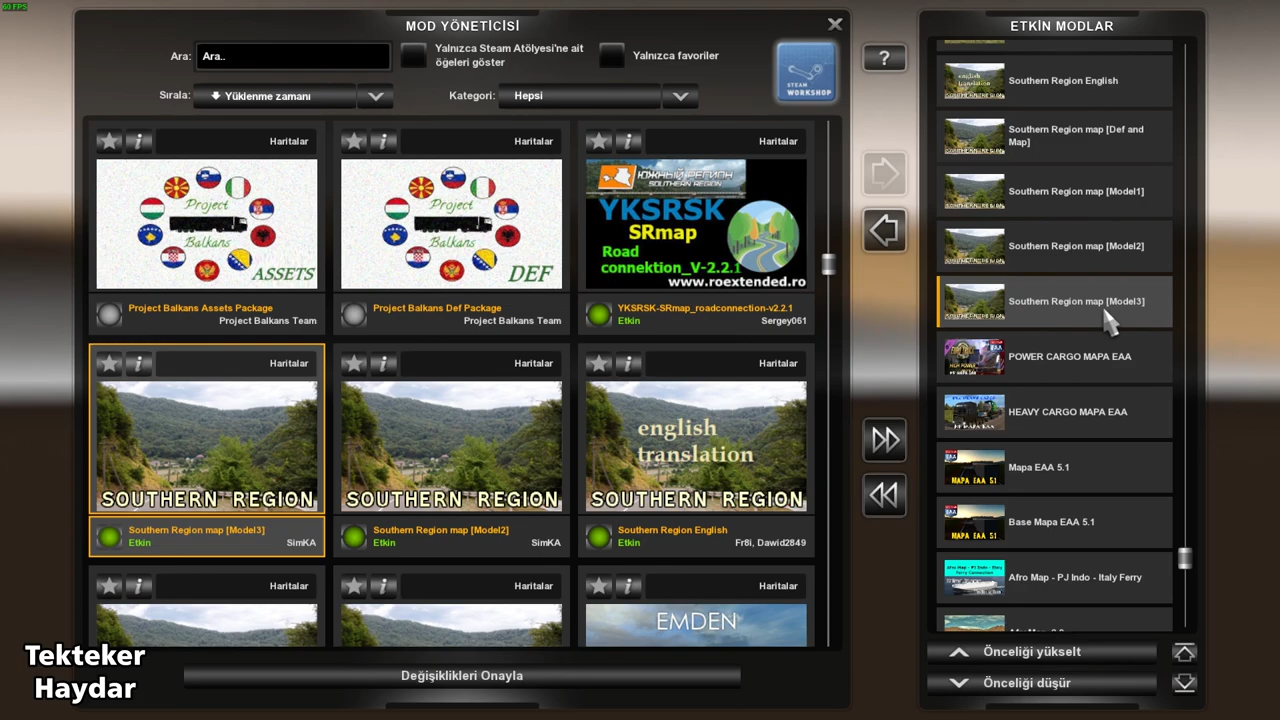 60 FPS
MOD YÖNETİCİSİ
Ara:
Ara..
Yalnızca Steam Atölyesi'ne ait
öğeleri göster
Yalnızca favoriler
STEAM
WORKSHOP
Sırala:
Yüklenme zamanı
Kategori:
Hepsi
Haritalar
Project
Balkans
ASSETS
Project Balkans Assets Package
Project Balkans Team
Haritalar
Project
Balkans
DEF
Project Balkans Def Package
Project Balkans Team
Haritalar
ЮЖНЫЙ РЕГИОН
SOUTHERN REGION
YKSRSK
SRmap
Road
connektion_V-2.2.1
www.roextended.ro
YKSRSK-SRmap_roadconnection-v2.2.1
Etkin
Sergey061
Haritalar
SOUTHERN REGION
Southern Region map [Model3]
Etkin
SimKA
Haritalar
SOUTHERN REGION
Southern Region map [Model2]
Etkin
SimKA
Haritalar
english
translation
SOUTHERN REGION
Southern Region English
Etkin
Fr8i, Dawid2849
Haritalar
Haritalar
Haritalar
EMDEN
Tekteker
Haydar
Değişiklikleri Onayla
?
ETKİN MODLAR
Southern Region English
Southern Region map [Def and
Map]
Southern Region map [Model1]
Southern Region map [Model2]
Southern Region map [Model3]
POWER CARGO MAPA EAA
HEAVY CARGO MAPA EAA
Mapa EAA 5.1
Base Mapa EAA 5.1
Afro Map - PJ Indo - Italy Ferry
Önceliği yükselt
Önceliği düşür